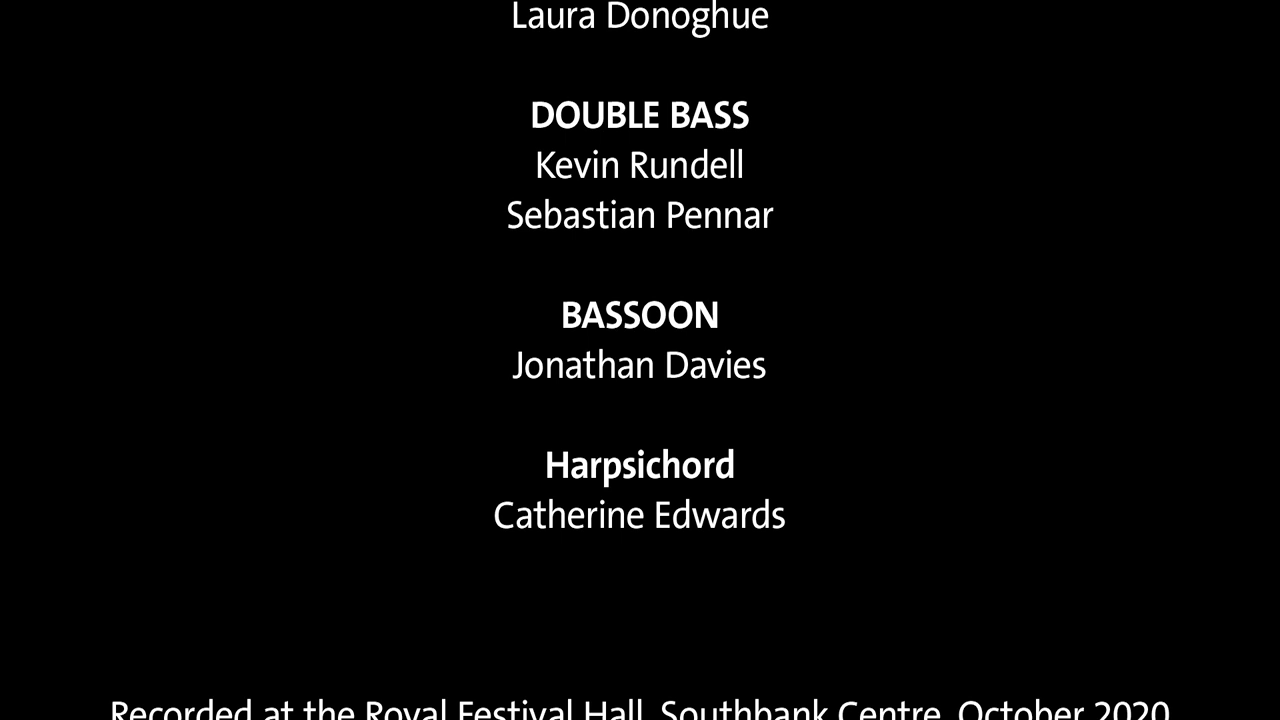 Laura Donoghue
DOUBLE BASS
Kevin Rundell
Sebastian Pennar
BASSOON
Jonathan Davies
Harpsichord
Catherine Edwards
Recorded at the Royal Festival Hall, Southbank Centre, October 2020